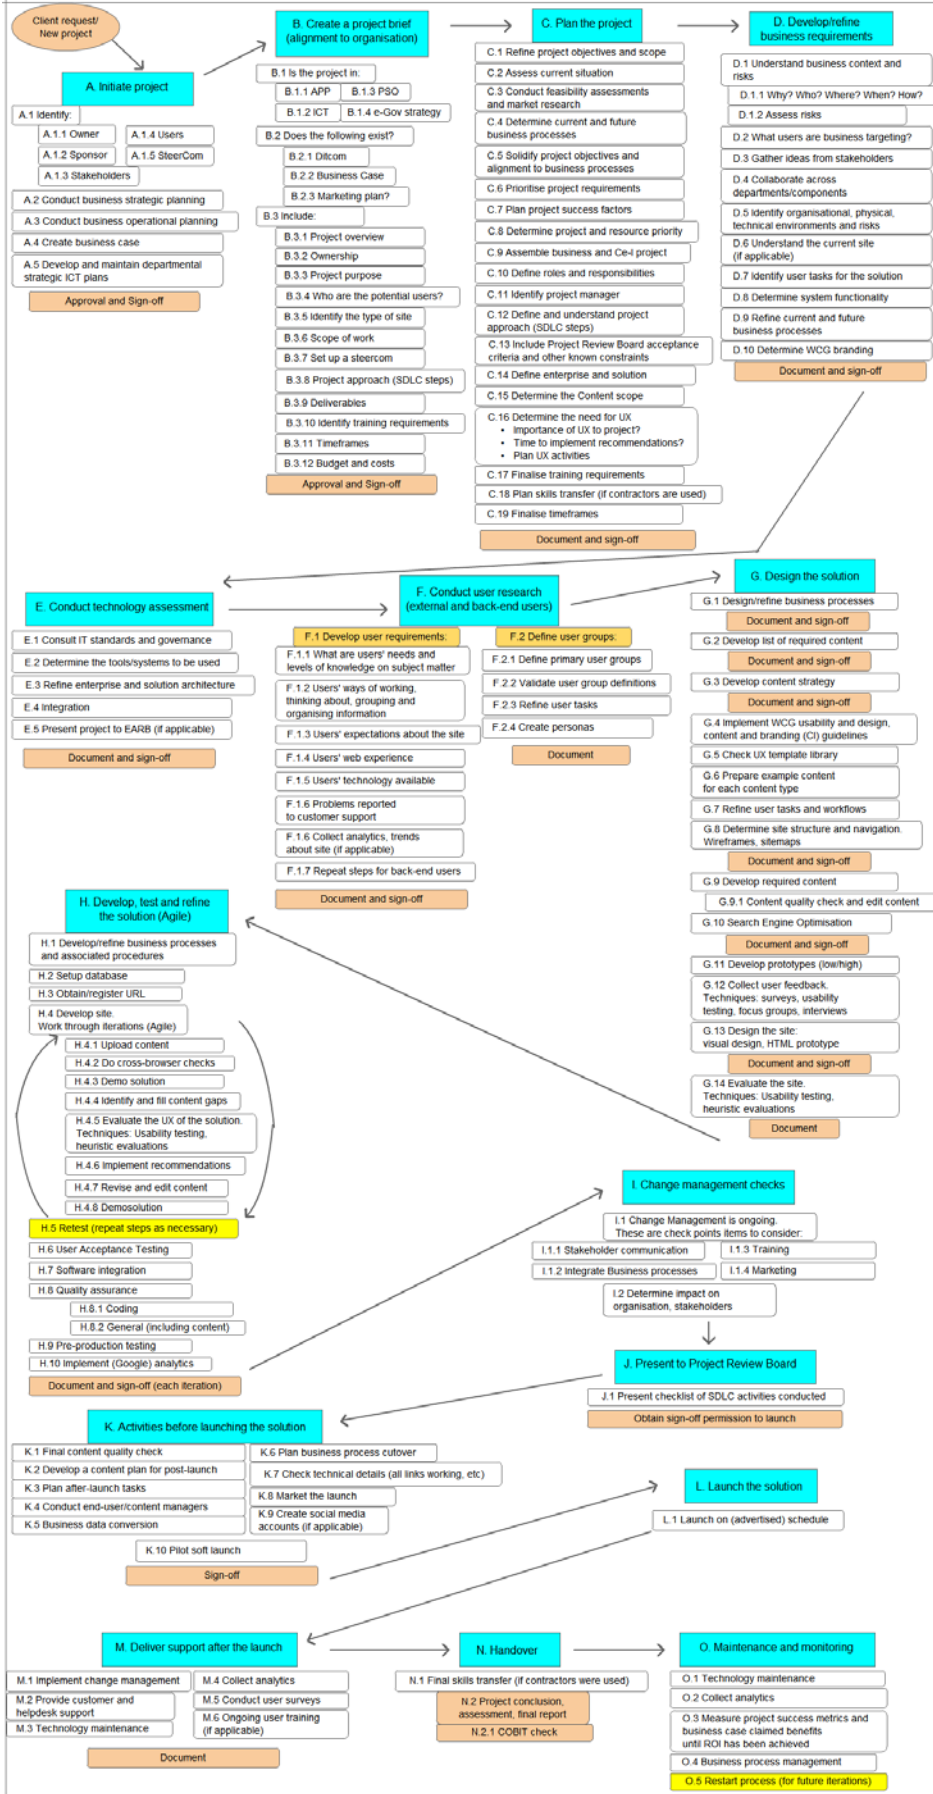 Client request/
New project
A. Initiate project
A.1 Identify:
A.1.1 Owner
A.1.4 Users
A.1.2 Sponsor
A.1.5 SteerCom
A.1.3 Stakeholders
A.2 Conduct business strategic planning
A.3 Conduct business operational planning
A.4 Create business case
A.5 Develop and maintain departmental
strategic ICT plans
Approval and Sign-off
B. Create a project brief
(alignment to organisation)
B.1 Is the project in:
B.1.1 APP
B.1.3 PSO
B.1.2 ICT
B.1.4 e-Gov strategy
B.2 Does the following exist?
B.2.1 Ditcom
B.2.2 Business Case
B.2.3 Marketing plan?
B.3 Include:
B.3.1 Project overview
B.3.2 Ownership
B.3.3 Project purpose
B.3.4 Who are the potential users?
B.3.5 Identify the type of site
B.3.6 Scope of work
B.3.7 Set up a steercom
B.3.8 Project approach (SDLC steps)
B.3.9 Deliverables
B.3.10 Identify training requirements
B.3.11 Timeframes
B.3.12 Budget and costs
Approval and Sign-off
C. Plan the project
C.1 Refine project objectives and scope
C.2 Assess current situation
C.3 Conduct feasibility assessments
and market research
C.4 Determine current and future
business processes
C.5 Solidify project objectives and
alignment to business processes
C.6 Prioritise project requirements
C.7 Plan project success factors
C.8 Determine project and resource priority
C.9 Assemble business and Ce-I project
C.10 Define roles and responsibilities
C.11 Identify project manager
C.12 Define and understand project
approach (SDLC steps)
C.13 Include Project Review Board acceptance
criteria and other known constraints
C.14 Define enterprise and solution
C.15 Determine the Content scope
C.16 Determine the need for UX
• Importance of UX to project?
• Time to implement recommendations?
• Plan UX activities
C.17 Finalise training requirements
C.18 Plan skills transfer (if contractors are used)
C.19 Finalise timeframes
Document and sign-off
D. Develop/refine
business requirements
D.1 Understand business context and
risks
D.1.1 Why? Who? Where? When? How?
D.1.2 Assess risks
D.2 What users are business targeting?
D.3 Gather ideas from stakeholders
D.4 Collaborate across
departments/components
D.5 Identify organisational, physical,
technical environments and risks
D.6 Understand the current site
(if applicable)
D.7 Identify user tasks for the solution
D.8 Determine system functionality
D.9 Refine current and future
business processes
D.10 Determine WCG branding
Document and sign-off
E. Conduct technology assessment
E.1 Consult IT standards and governance
E.2 Determine the tools/systems to be used
E.3 Refine enterprise and solution architecture
E.4 Integration
E.5 Present project to EARB (if applicable)
Document and sign-off
F. Conduct user research
(external and back-end users)
F.1 Develop user requirements:
F.1.1 What are users' needs and
levels of knowledge on subject matter
F.1.2 Users' ways of working,
thinking about, grouping and
organising information
F.1.3 Users' expectations about the site
F.1.4 Users' web experience
F.1.5 Users' technology available
F.1.6 Problems reported
to customer support
F.1.6 Collect analytics, trends
about site (if applicable)
F.1.7 Repeat steps for back-end users
Document and sign-off
F.2 Define user groups:
F.2.1 Define primary user groups
F.2.2 Validate user group definitions
F.2.3 Refine user tasks
F.2.4 Create personas
Document
G. Design the solution
G.1 Design/refine business processes
Document and sign-off
G.2 Develop list of required content
Document and sign-off
G.3 Develop content strategy
Document and sign-off
G.4 Implement WCG usability and design,
content and branding (CI) guidelines
G.5 Check UX template library
G.6 Prepare example content
for each content type
G.7 Refine user tasks and workflows
G.8 Determine site structure and navigation.
Wireframes, sitemaps
Document and sign-off
G.9 Develop required content
G.9.1 Content quality check and edit content
G.10 Search Engine Optimisation
Document and sign-off
G.11 Develop prototypes (low/high)
G.12 Collect user feedback.
Techniques: surveys, usability
testing, focus groups, interviews
G.13 Design the site:
visual design, HTML prototype
Document and sign-off
G.14 Evaluate the site.
Techniques: Usability testing,
heuristic evaluations
Document
H. Develop, test and refine
the solution (Agile)
H.1 Develop/refine business processes
and associated procedures
H.2 Setup database
H.3 Obtain/register URL
H.4 Develop site.
Work through iterations (Agile)
H.4.1 Upload content
H.4.2 Do cross-browser checks
H.4.3 Demo solution
H.4.4 Identify and fill content gaps
H.4.5 Evaluate the UX of the solution.
Techniques: Usability testing,
heuristic evaluations
H.4.6 Implement recommendations
H.4.7 Revise and edit content
H.4.8 Demosolution
H.5 Retest (repeat steps as necessary)
H.6 User Acceptance Testing
H.7 Software integration
H.8 Quality assurance
H.8.1 Coding
H.8.2 General (including content)
H.9 Pre-production testing
H.10 Implement (Google) analytics
Document and sign-off (each iteration)
I. Change management checks
I.1 Change Management is ongoing.
These are check points items to consider:
I.1.1 Stakeholder communication
I.1.3 Training
I.1.2 Integrate Business processes
I.1.4 Marketing
I.2 Determine impact on
organisation, stakeholders
J. Present to Project Review Board
J.1 Present checklist of SDLC activities conducted
Obtain sign-off permission to launch
K. Activities before launching the solution
K.1 Final content quality check
K.2 Develop a content plan for post-launch
K.3 Plan after-launch tasks
K.4 Conduct end-user/content managers
K.5 Business data conversion
K.6 Plan business process cutover
K.7 Check technical details (all links working, etc)
K.8 Market the launch
K.9 Create social media
accounts (if applicable)
K.10 Pilot soft launch
Sign-off
L. Launch the solution
L.1 Launch on (advertised) schedule
M. Deliver support after the launch
M.1 Implement change management
M.2 Provide customer and
helpdesk support
M.3 Technology maintenance
M.4 Collect analytics
M.5 Conduct user surveys
M.6 Ongoing user training
(if applicable)
Document
N. Handover
N.1 Final skills transfer (if contractors were used)
N.2 Project conclusion,
assessment, final report
N.2.1 COBIT check
O. Maintenance and monitoring
O.1 Technology maintenance
O.2 Collect analytics
O.3 Measure project success metrics and
business case claimed benefits
until ROI has been achieved
O.4 Business process management
O.5 Restart process (for future iterations)